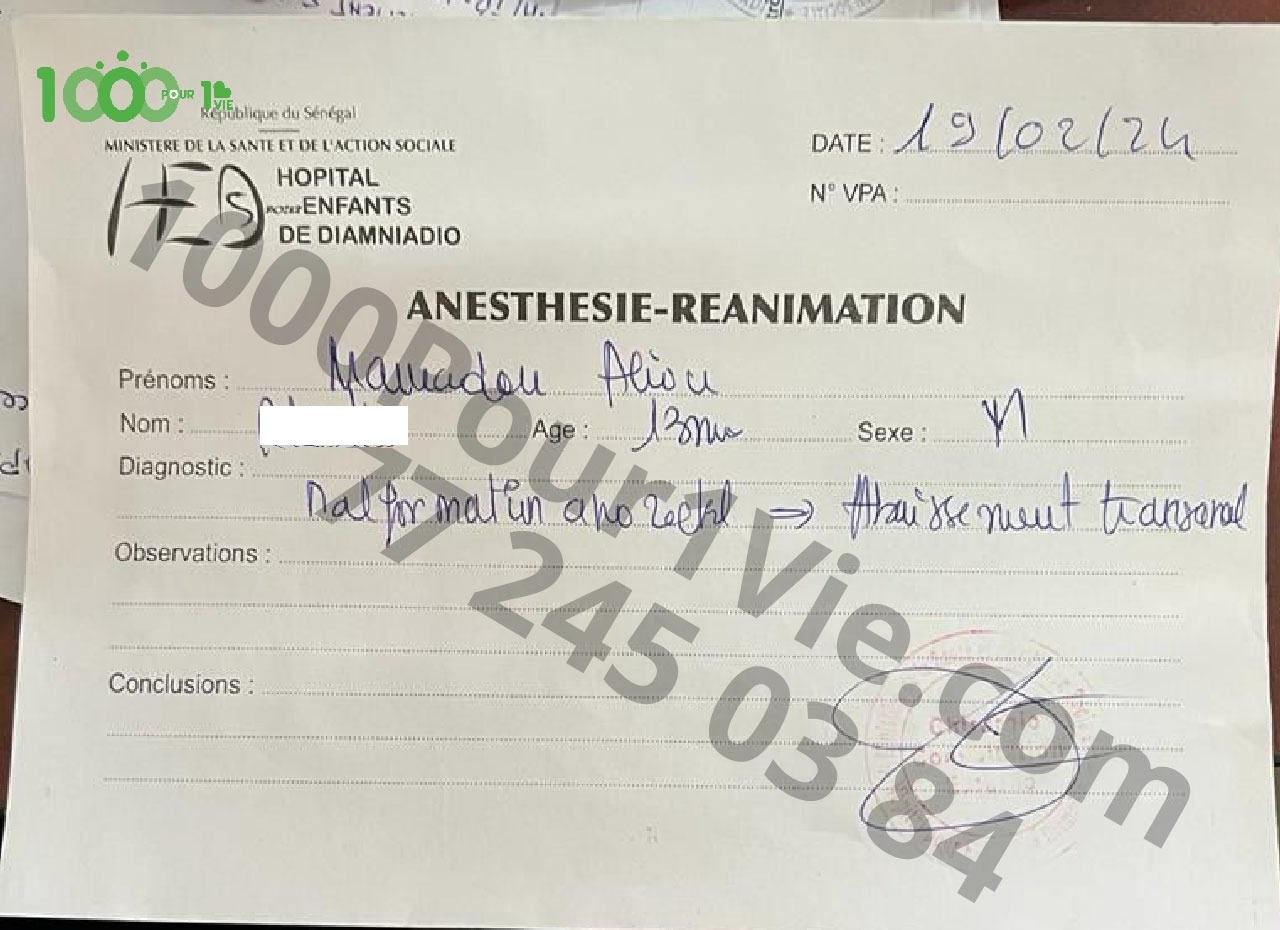 1000 POUR 1 VIE
République du Sénégal
MINISTERE DE LA SANTE ET DE L'ACTION SOCIALE
HOPITAL
POUR ENFANTS
DE DIAMNIADIO
DATE : 19/02/24
N° VPA :
ANESTHESIE-REANIMATION
Prénoms : Mamadou Aliou
Nom : Age : 13 Sexe : M
Diagnostic :
Malformation ano rectal => Abaissement transanal
Observations :
Conclusions :
1000Pour1Vie.com
77 245 03 84